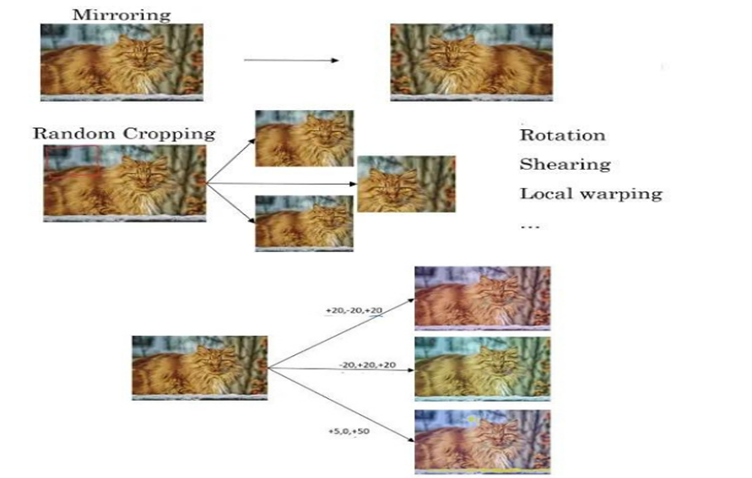 Mirroring
Random Cropping
Rotation
Shearing
Local warping
...
+20,-20,+20
-20,+20,+20
+5,0,+50